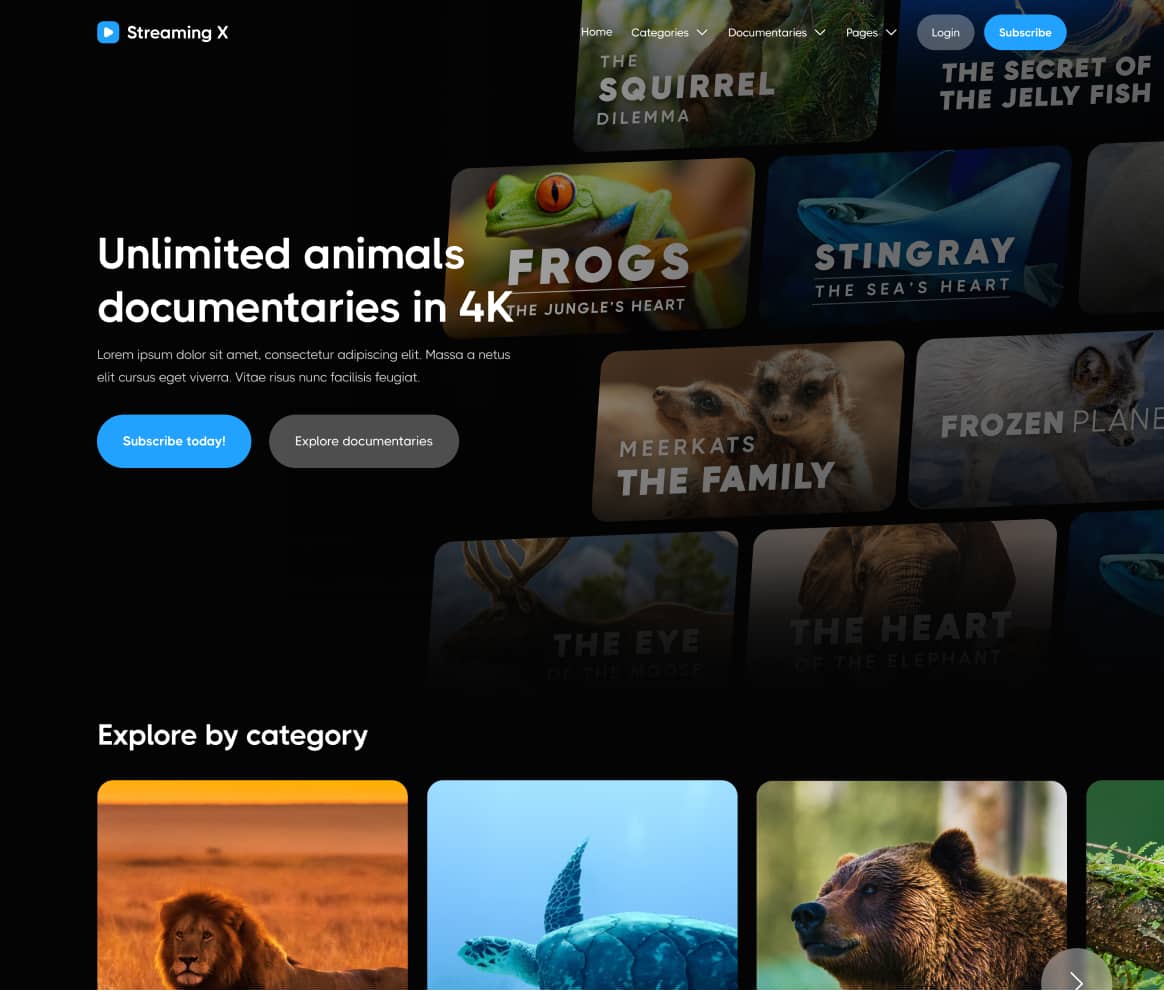 Streaming X
Home
Categories
Documentaries
Pages
Login
Subscribe
THE
SQUIRREL
DILEMMA
THE SECRET OF
THE JELLY FISH
FROGS
THE JUNGLE'S HEART
STINGRAY
THE SEA'S HEART
Unlimited animals
documentaries in 4K
Lorem ipsum dolor sit amet, consectetur adipiscing elit. Massa a netus
elit cursus eget viverra. Vitae risus nunc facilisis feugiat.
Subscribe today!
Explore documentaries
MEERKATS
THE FAMILY
FROZEN PLANE
THE EYE
OF THE MOOSE
THE HEART
OF THE ELEPHANT
Explore by category